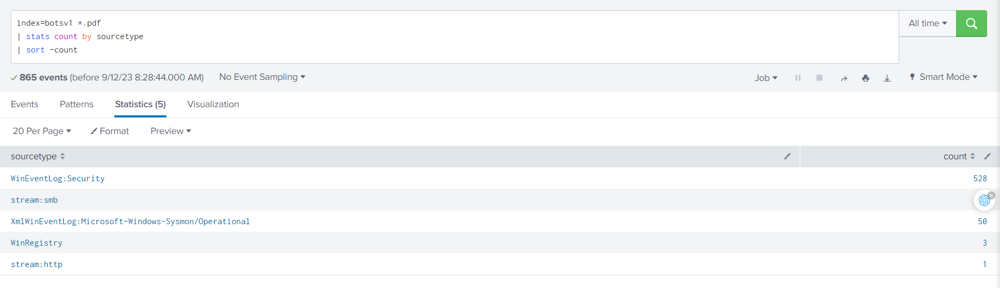 index=botsv1 *.pdf
| stats count by sourcetype
| sort -count
All time
865 events (before 9/12/23 8:28:44.000 AM)
No Event Sampling
Job
Smart Mode
Events
Patterns
Statistics (5)
Visualization
20 Per Page
Format
Preview
sourcetype
count
WinEventLog:Security
528
stream:smb
XmlWinEventLog:Microsoft-Windows-Sysmon/Operational
50
WinRegistry
3
stream:http
1